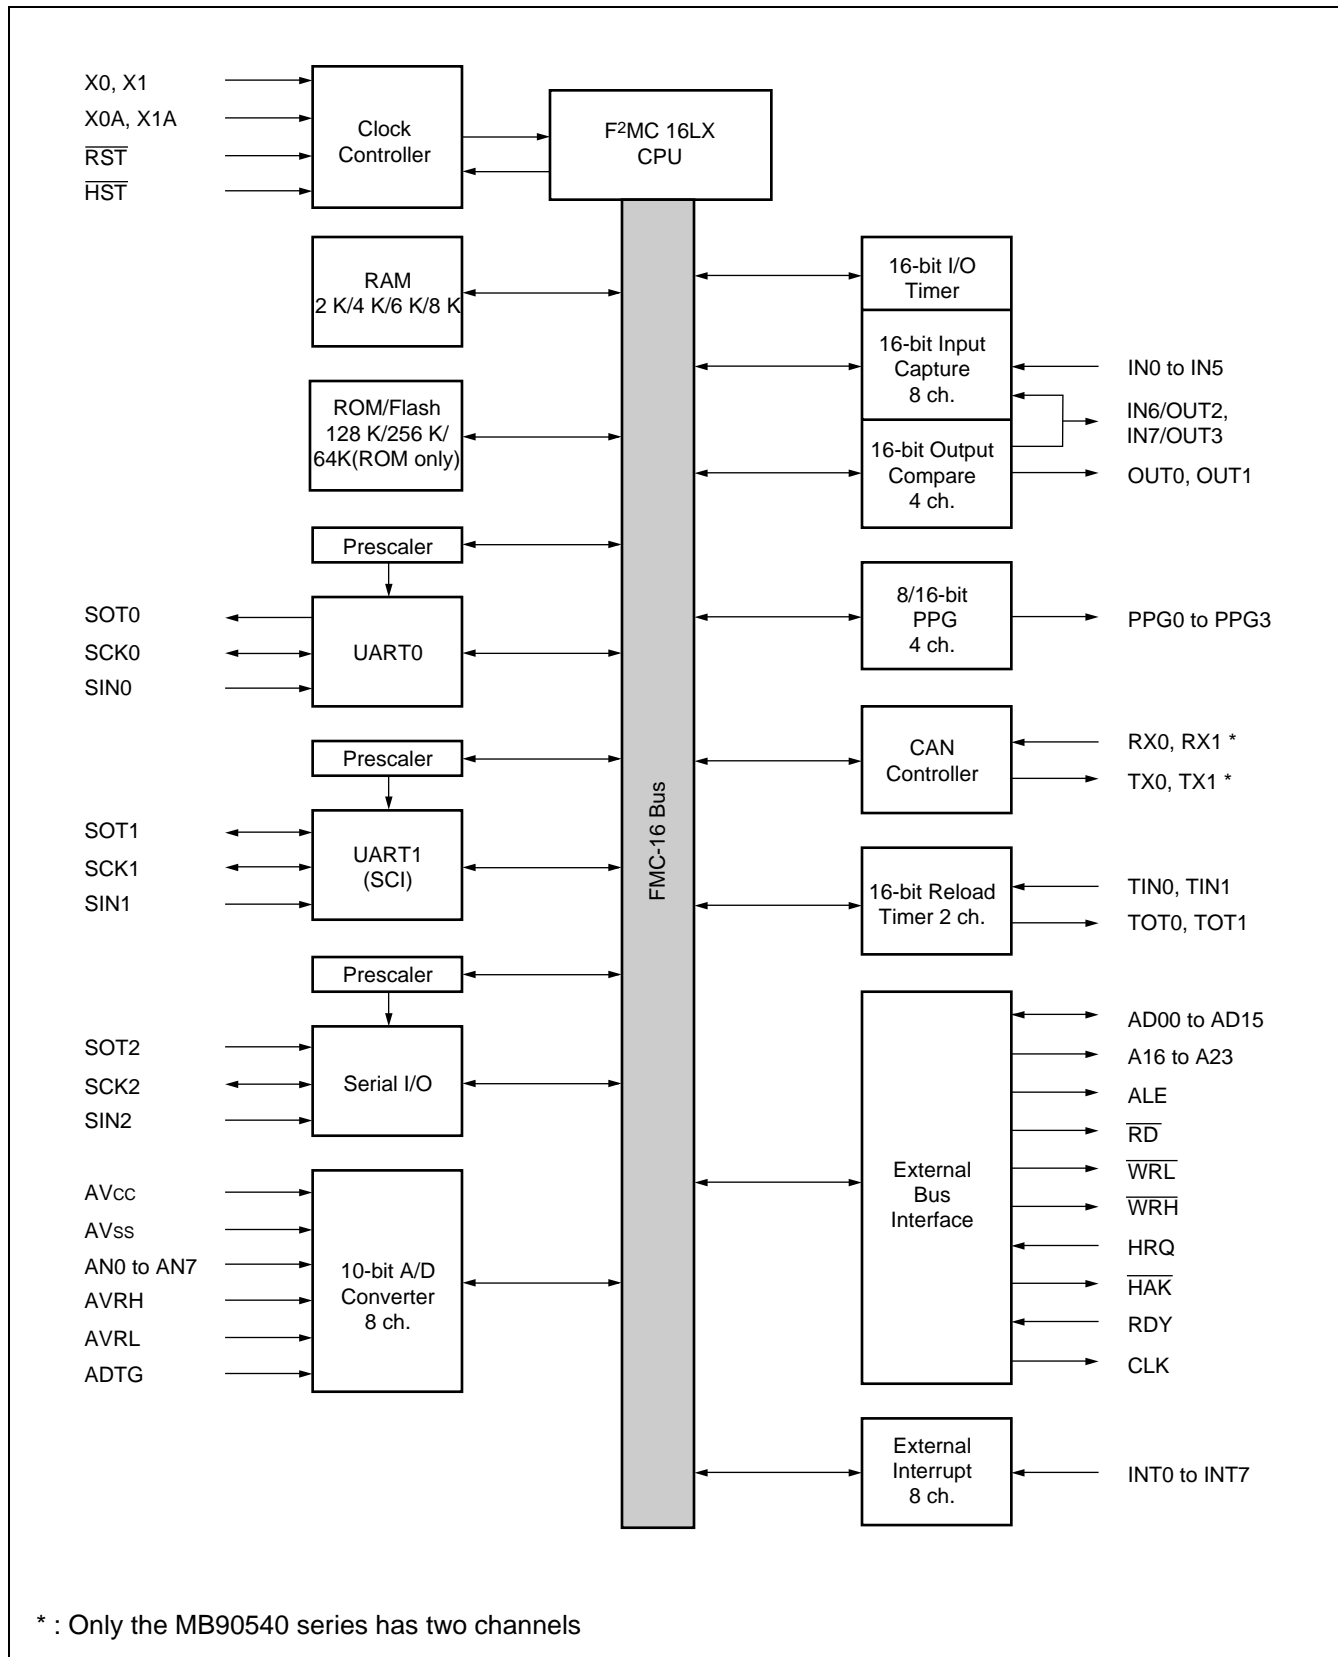 X0, X1
X0A, X1A
RST
HST
Clock
Controller
F²MC 16LX
CPU
RAM
2 K/4 K/6 K/8 K
ROM/Flash
128 K/256 K/
64K(ROM only)
Prescaler
SOT0
SCK0
SIN0
UART0
Prescaler
SOT1
SCK1
SIN1
UART1
(SCI)
Prescaler
SOT2
SCK2
SIN2
Serial I/O
AVCC
AVSS
AN0 to AN7
AVRH
AVRL
ADTG
10-bit A/D
Converter
8 ch.
FMC-16 Bus
16-bit I/O
Timer
16-bit Input
Capture
8 ch.
IN0 to IN5
IN6/OUT2,
IN7/OUT3
16-bit Output
Compare
4 ch.
OUT0, OUT1
8/16-bit
PPG
4 ch.
PPG0 to PPG3
CAN
Controller
RX0, RX1 *
TX0, TX1 *
16-bit Reload
Timer 2 ch.
TIN0, TIN1
TOT0, TOT1
External
Bus
Interface
AD00 to AD15
A16 to A23
ALE
RD
WRL
WRH
HRQ
HAK
RDY
CLK
External
Interrupt
8 ch.
INT0 to INT7
* : Only the MB90540 series has two channels